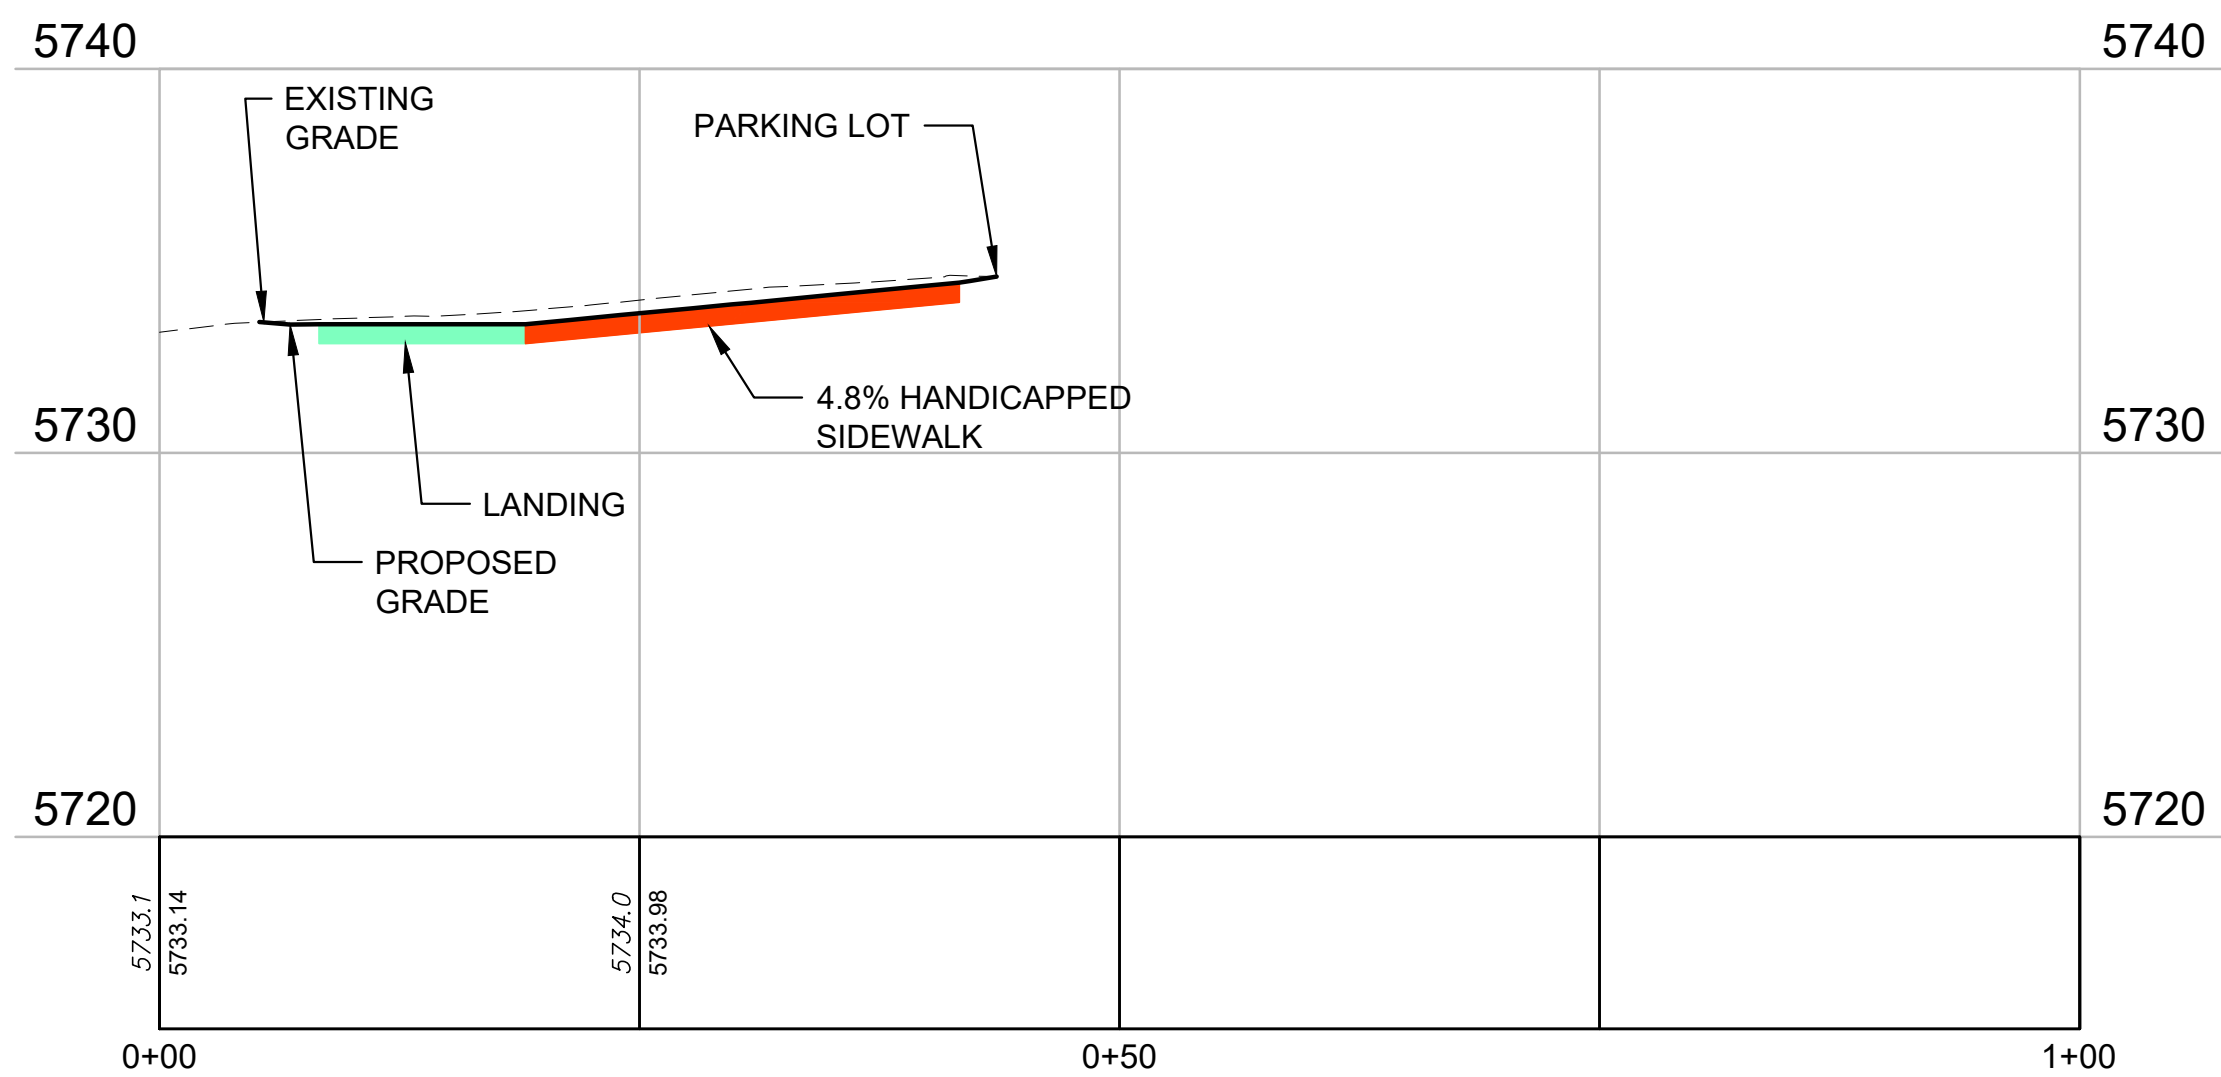 5740
5740
EXISTING
GRADE
PARKING LOT
4.8% HANDICAPPED
SIDEWALK
5730
5730
LANDING
PROPOSED
GRADE
5720
5720
5733.1
5733.14
5734.0
5733.98
0+00
0+50
1+00